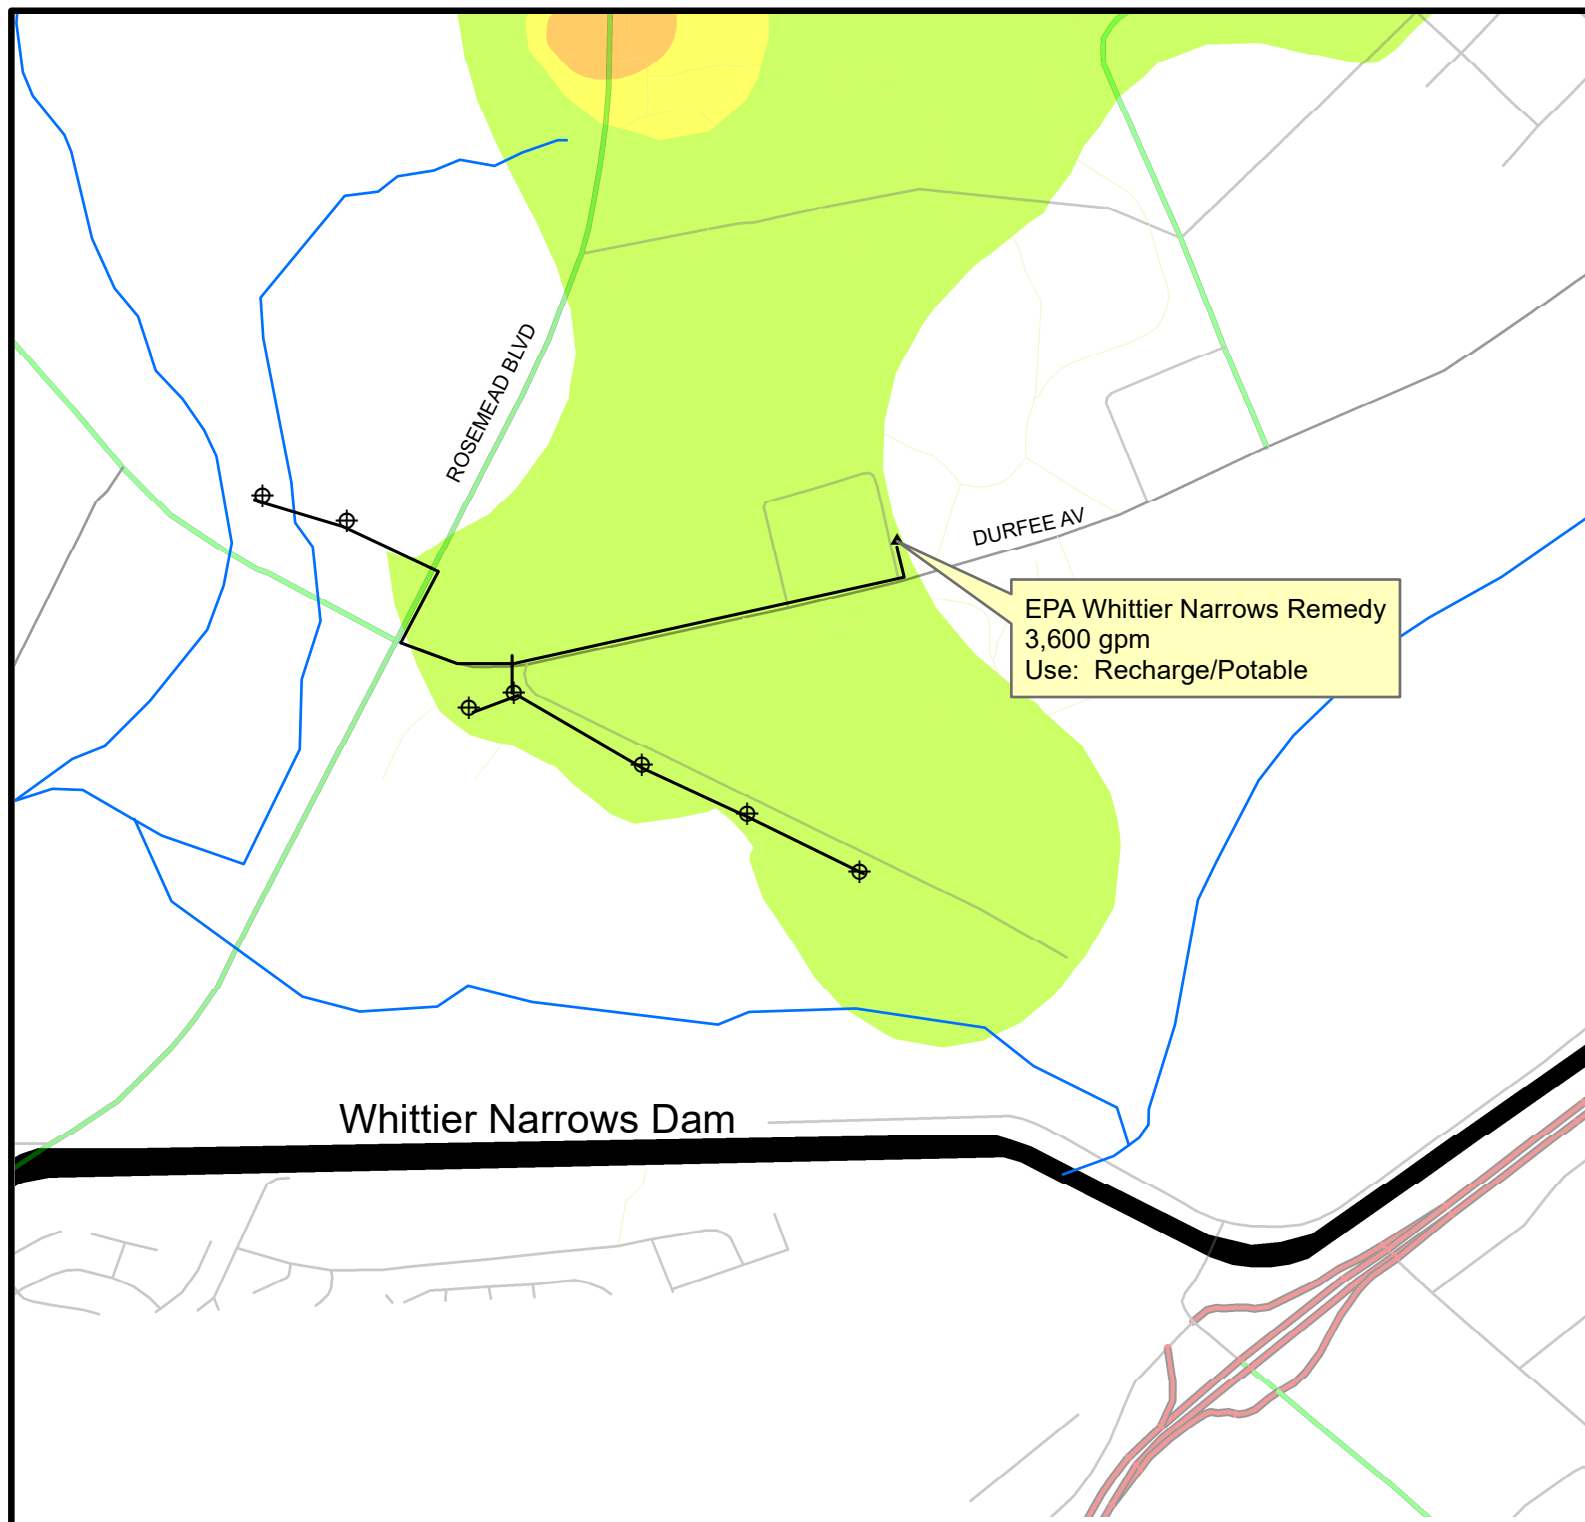 ROSEMEAD BLVD
DURFEE AV
EPA Whittier Narrows Remedy
3,600 gpm
Use: Recharge/Potable
Whittier Narrows Dam